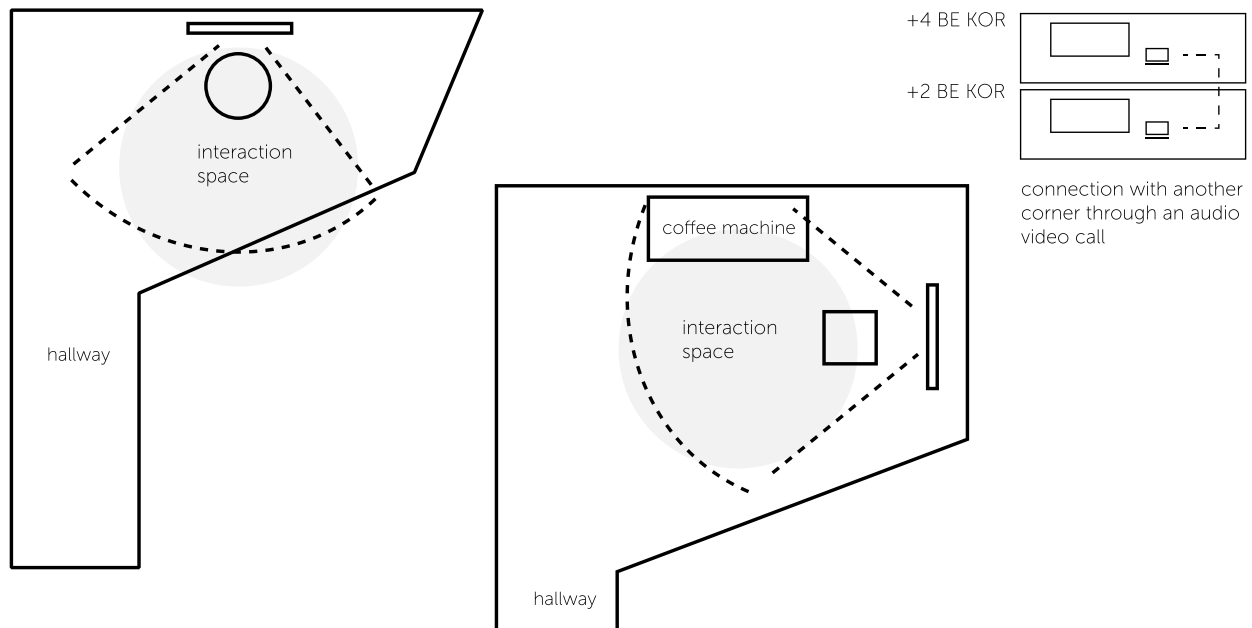 interaction
space
hallway
coffee machine
interaction
space
hallway
+4 BE KOR
+2 BE KOR
connection with another
corner through an audio
video call